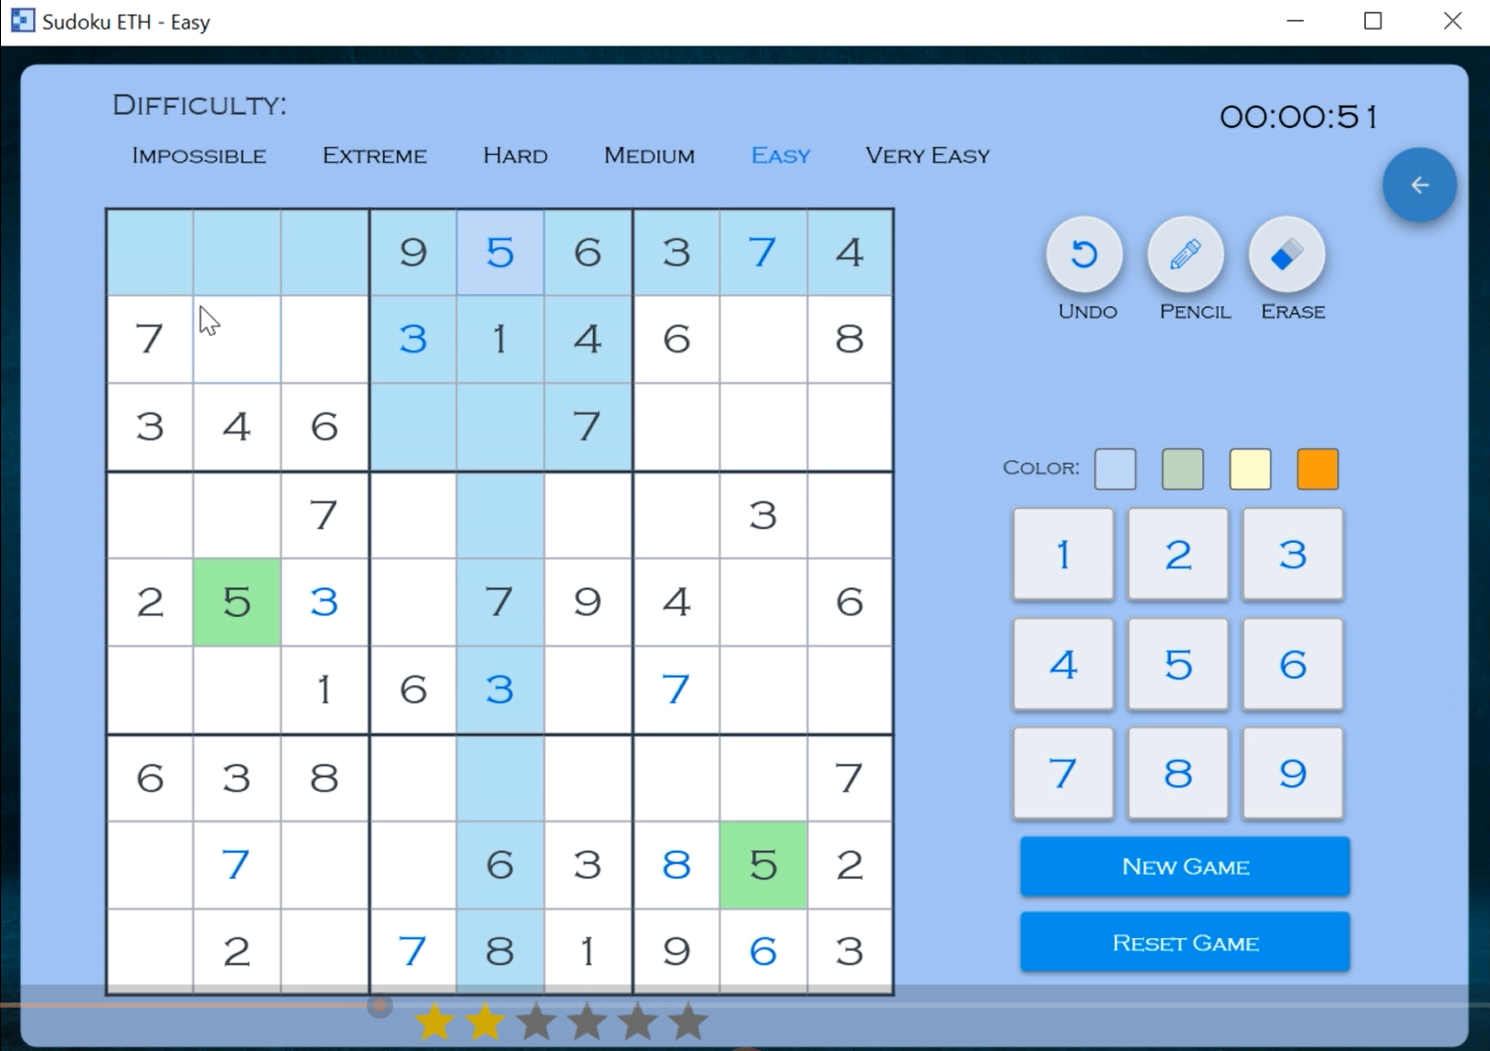 Sudoku ETH - Easy
DIFFICULTY:
00:00:51
IMPOSSIBLE EXTREME HARD MEDIUM EASY VERY EASY
9 5 6 3 7 4
7 3 1 4 6 8
3 4 6 7
7 3
2 5 3 7 9 4 6
1 6 3 7
6 3 8 7
7 6 3 8 5 2
2 7 8 1 9 6 3
UNDO PENCIL ERASE
COLOR:
1 2 3
4 5 6
7 8 9
NEW GAME
RESET GAME